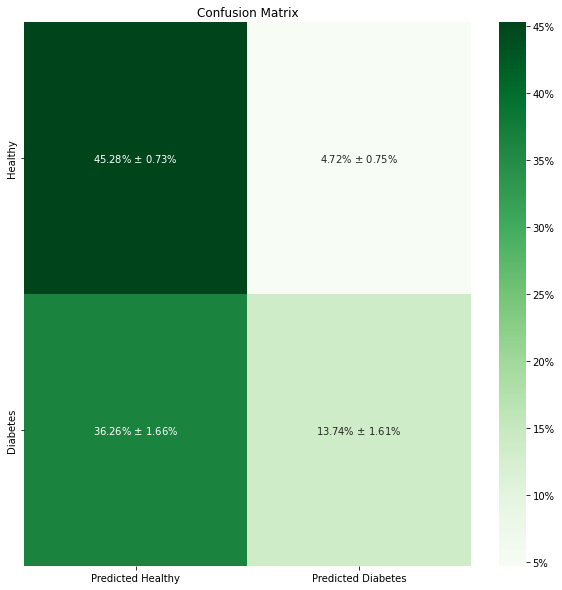 Confusion Matrix
Healthy
Diabetes
45.28% ± 0.73%
4.72% ± 0.75%
36.26% ± 1.66%
13.74% ± 1.61%
Predicted Healthy
Predicted Diabetes
45%
40%
35%
30%
25%
20%
15%
10%
5%